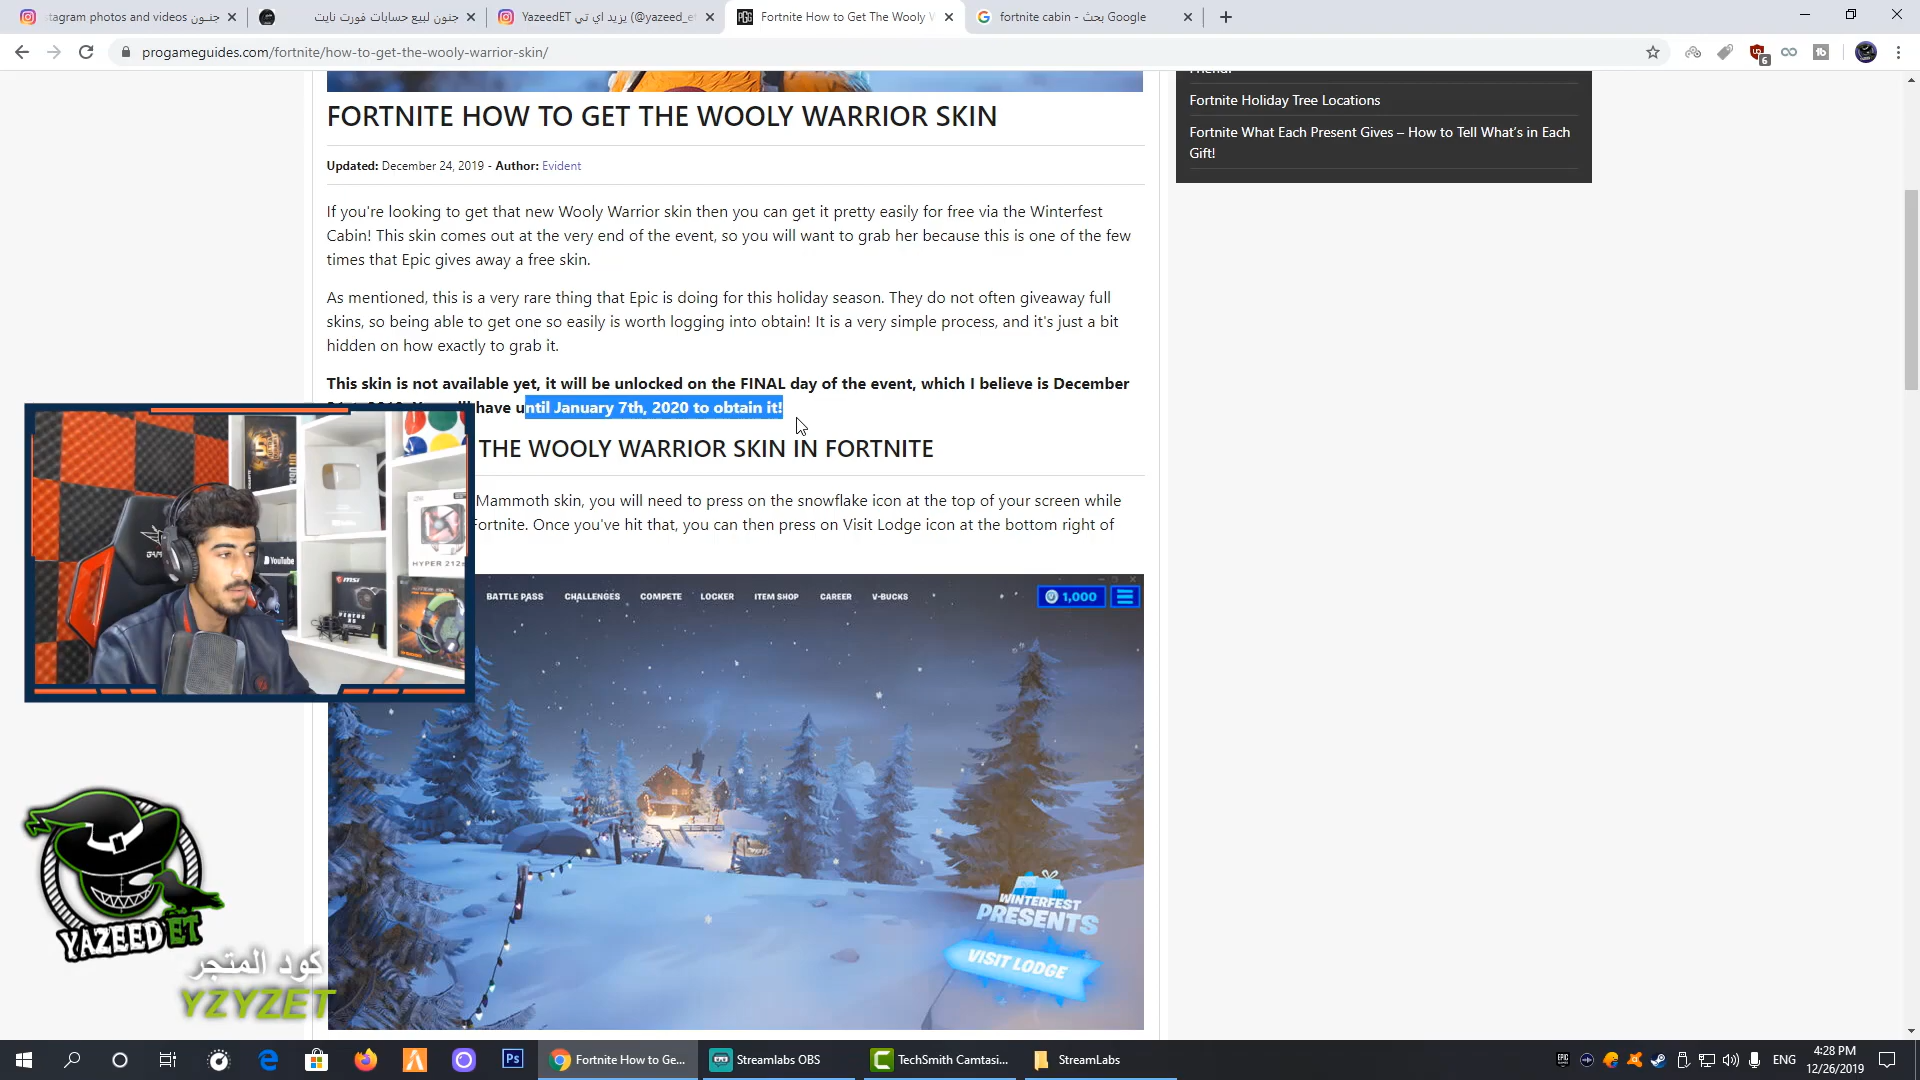 stagram photos and videos جنــون
جنون لبيع حسابات فورت نايت
YazeedET يزيد اي تي (@yazeed_et
Fortnite How to Get The Wooly W
fortnite cabin - بحث Google
progameguides.com/fortnite/how-to-get-the-wooly-warrior-skin/
6
FORTNITE HOW TO GET THE WOOLY WARRIOR SKIN
Updated: December 24, 2019 - Author: Evident
If you're looking to get that new Wooly Warrior skin then you can get it pretty easily for free via the Winterfest
Cabin! This skin comes out at the very end of the event, so you will want to grab her because this is one of the few
times that Epic gives away a free skin.
As mentioned, this is a very rare thing that Epic is doing for this holiday season. They do not often giveaway full
skins, so being able to get one so easily is worth logging into obtain! It is a very simple process, and it's just a bit
hidden on how exactly to grab it.
This skin is not available yet, it will be unlocked on the FINAL day of the event, which I believe is December
have until January 7th, 2020 to obtain it!
THE WOOLY WARRIOR SKIN IN FORTNITE
Mammoth skin, you will need to press on the snowflake icon at the top of your screen while
Fortnite. Once you've hit that, you can then press on Visit Lodge icon at the bottom right of
Friend!
Fortnite Holiday Tree Locations
Fortnite What Each Present Gives – How to Tell What's in Each
Gift!
BATTLE PASS CHALLENGES COMPETE LOCKER ITEM SHOP CAREER V-BUCKS
1,000
WINTERFEST
PRESENTS
VISIT LODGE
YouTube
msi
HYPER 212
YAZEED ET
كود المتجر
YZYZET
Ps
Fortnite How to Ge...
Streamlabs OBS
TechSmith Camtasi...
StreamLabs
ENG
4:28 PM
12/26/2019